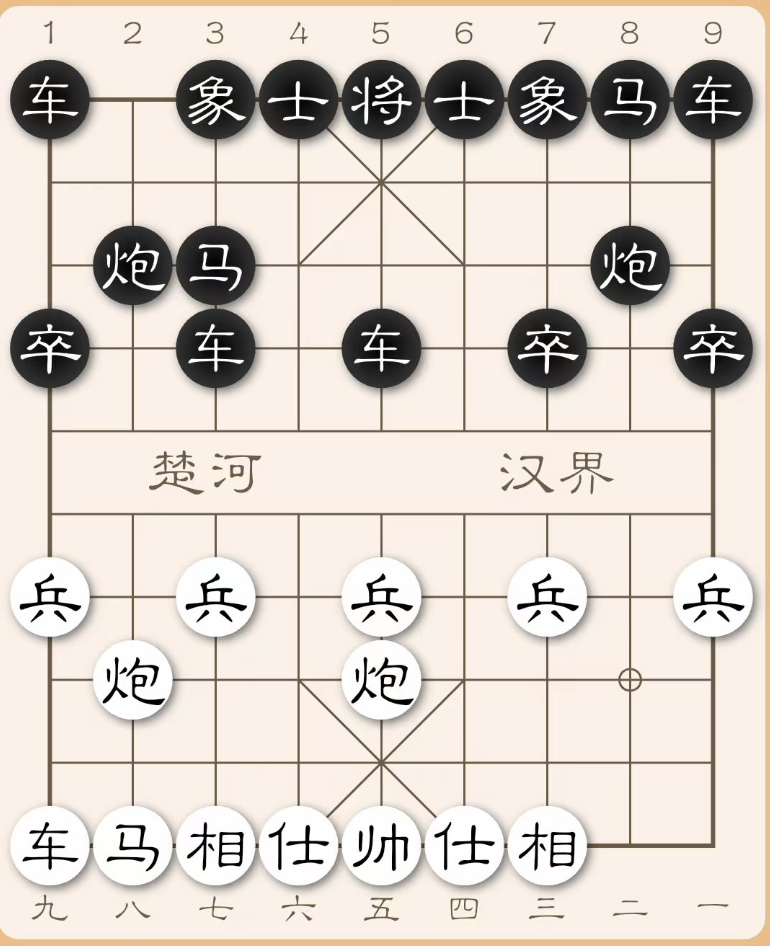 1 2 3 4 5 6 7 8 9
车 象 士 将 士 象 马 车
炮 马 炮
卒 车 车 卒 卒
楚河 汉界
兵 兵 兵 兵 兵
炮 炮
车 马 相 仕 帅 仕 相
九 八 七 六 五 四 三 二 一